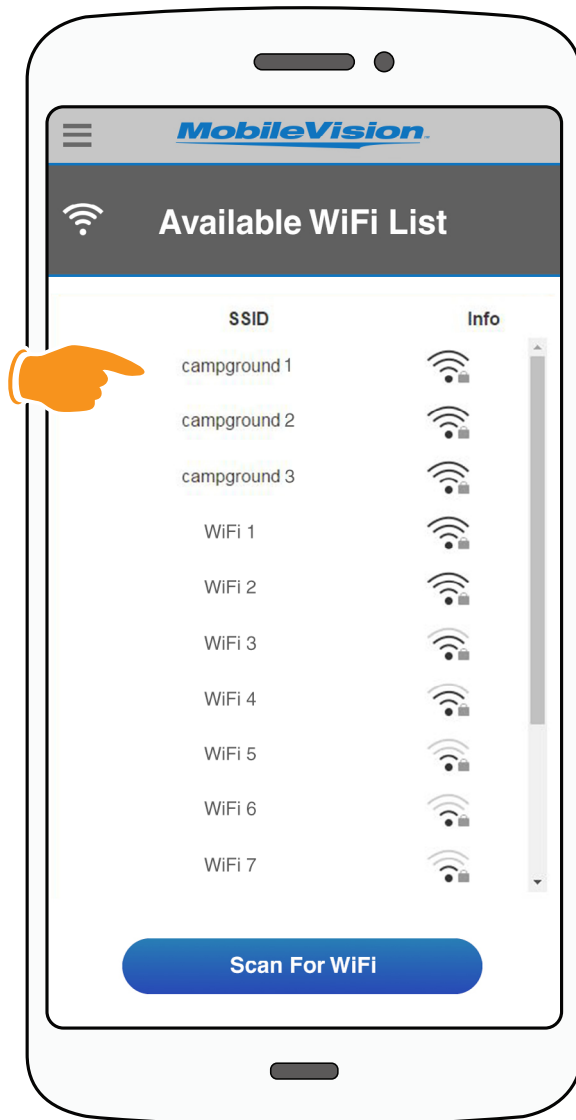 MobileVision
Available WiFi List
SSID Info
campground 1
campground 2
campground 3
WiFi 1
WiFi 2
WiFi 3
WiFi 4
WiFi 5
WiFi 6
WiFi 7
Scan For WiFi